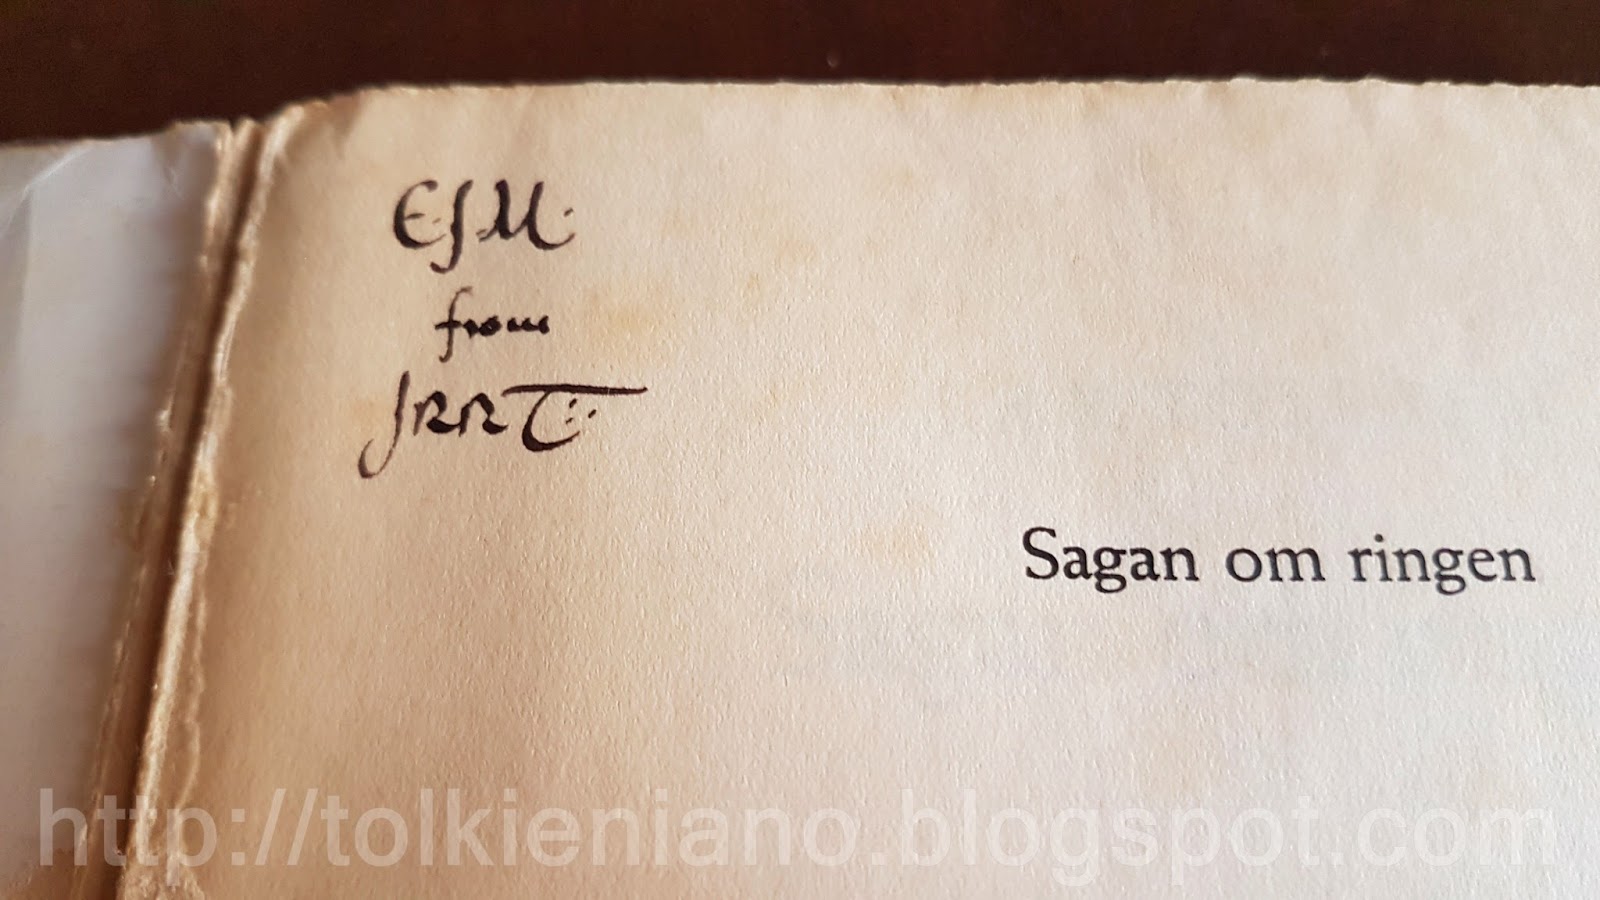 E.J.M.
from
JRRT
Sagan om ringen
http://tolkieniano.blogspot.com